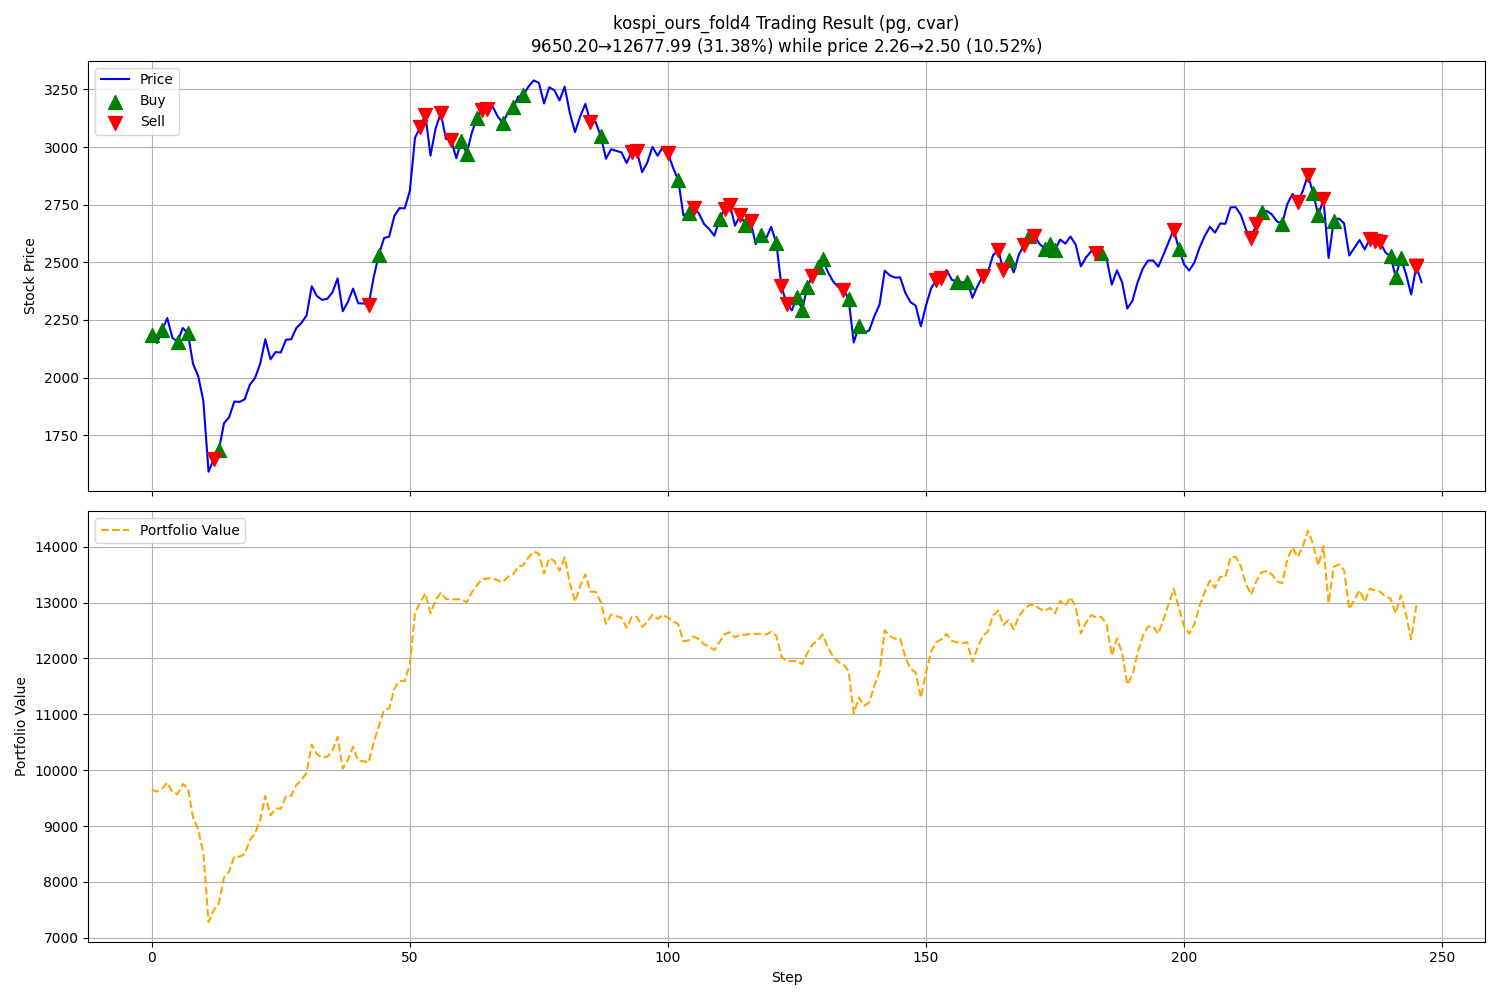 kospi_ours_fold4 Trading Result (pg, cvar)
9650.20→12677.99 (31.38%) while price 2.26→2.50 (10.52%)
Price
Buy
Sell
Stock Price
3250
3000
2750
2500
2250
2000
1750
Portfolio Value
Portfolio Value
14000
13000
12000
11000
10000
9000
8000
7000
0 50 100 150 200 250
Step